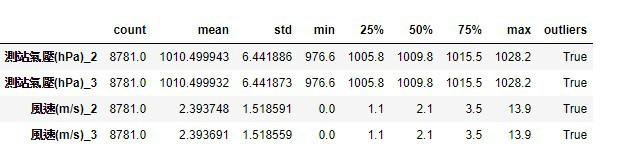 count mean std min 25% 50% 75% max outliers
測站氣壓(hPa)_2 8781.0 1010.499943 6.441886 976.6 1005.8 1009.8 1015.5 1028.2 True
測站氣壓(hPa)_3 8781.0 1010.499932 6.441873 976.6 1005.8 1009.8 1015.5 1028.2 True
風速(m/s)_2 8781.0 2.393748 1.518591 0.0 1.1 2.1 3.5 13.9 True
風速(m/s)_3 8781.0 2.393691 1.518559 0.0 1.1 2.1 3.5 13.9 True